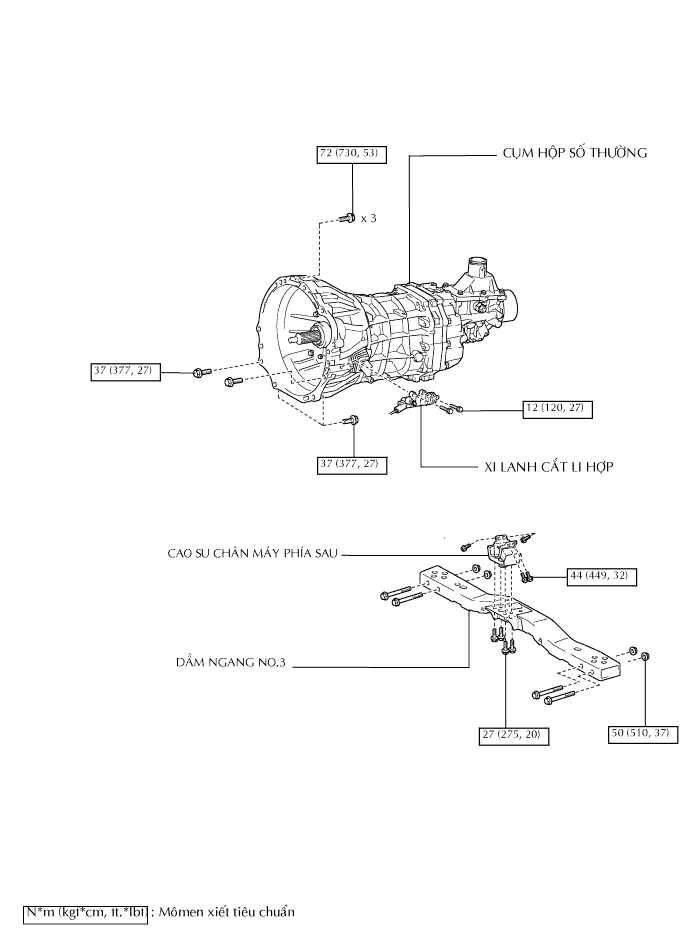 72 (730, 53)
CỤM HỘP SỐ THƯỜNG
x 3
37 (377, 27)
12 (120, 27)
37 (377, 27)
XI LANH CẮT LI HỢP
CAO SU CHÂN MÁY PHÍA SAU
44 (449, 32)
DẦM NGANG NO.3
27 (275, 20)
50 (510, 37)
N*m (kgf*cm, ft.*lbf) : Mômen xiết tiêu chuẩn